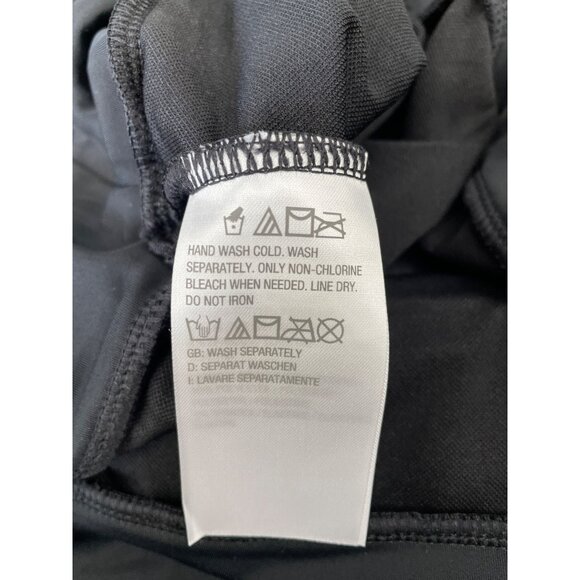 HAND WASH COLD. WASH
SEPARATELY. ONLY NON-CHLORINE
BLEACH WHEN NEEDED. LINE DRY.
DO NOT IRON
GB: WASH SEPARATELY
D: SEPARAT WASCHEN
I: LAVARE SEPARATAMENTE